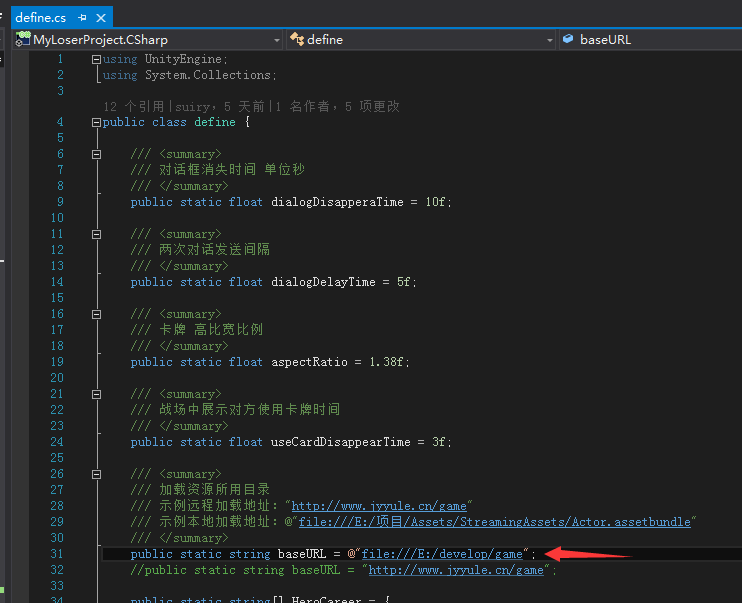 define.cs
MyLoserProject.CSharp define baseURL
1 using UnityEngine;
2 using System.Collections;
3
12 个引用|suiry，5 天前|1 名作者，5 项更改
4 public class define {
5
6 /// <summary>
7 /// 对话框消失时间 单位秒
8 /// </summary>
9 public static float dialogDisapperaTime = 10f;
10
11 /// <summary>
12 /// 两次对话发送间隔
13 /// </summary>
14 public static float dialogDelayTime = 5f;
15
16 /// <summary>
17 /// 卡牌 高比宽比例
18 /// </summary>
19 public static float aspectRatio = 1.38f;
20
21 /// <summary>
22 /// 战场中展示对方使用卡牌时间
23 /// </summary>
24 public static float useCardDisappearTime = 3f;
25
26 /// <summary>
27 /// 加载资源所用目录
28 /// 示例远程加载地址："http://www.jyyule.cn/game"
29 /// 示例本地加载地址：@"file:///E:/项目/Assets/StreamingAssets/Actor.assetbundle"
30 /// </summary>
31 public static string baseURL = @"file:///E:/develop/game";
32 //public static string baseURL = "http://www.jyyule.cn/game";
33
34 public static string[] HeroCareer = {